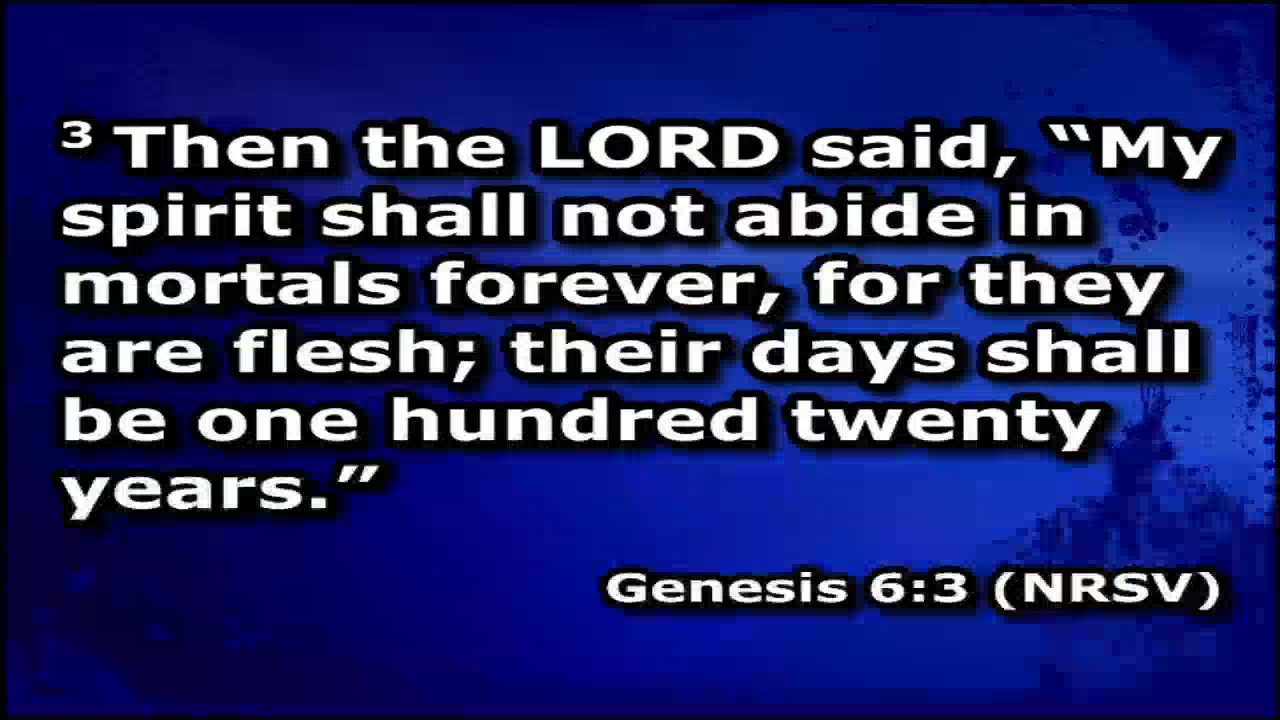 ³ Then the LORD said, “My
spirit shall not abide in
mortals forever, for they
are flesh; their days shall
be one hundred twenty
years.”
Genesis 6:3 (NRSV)